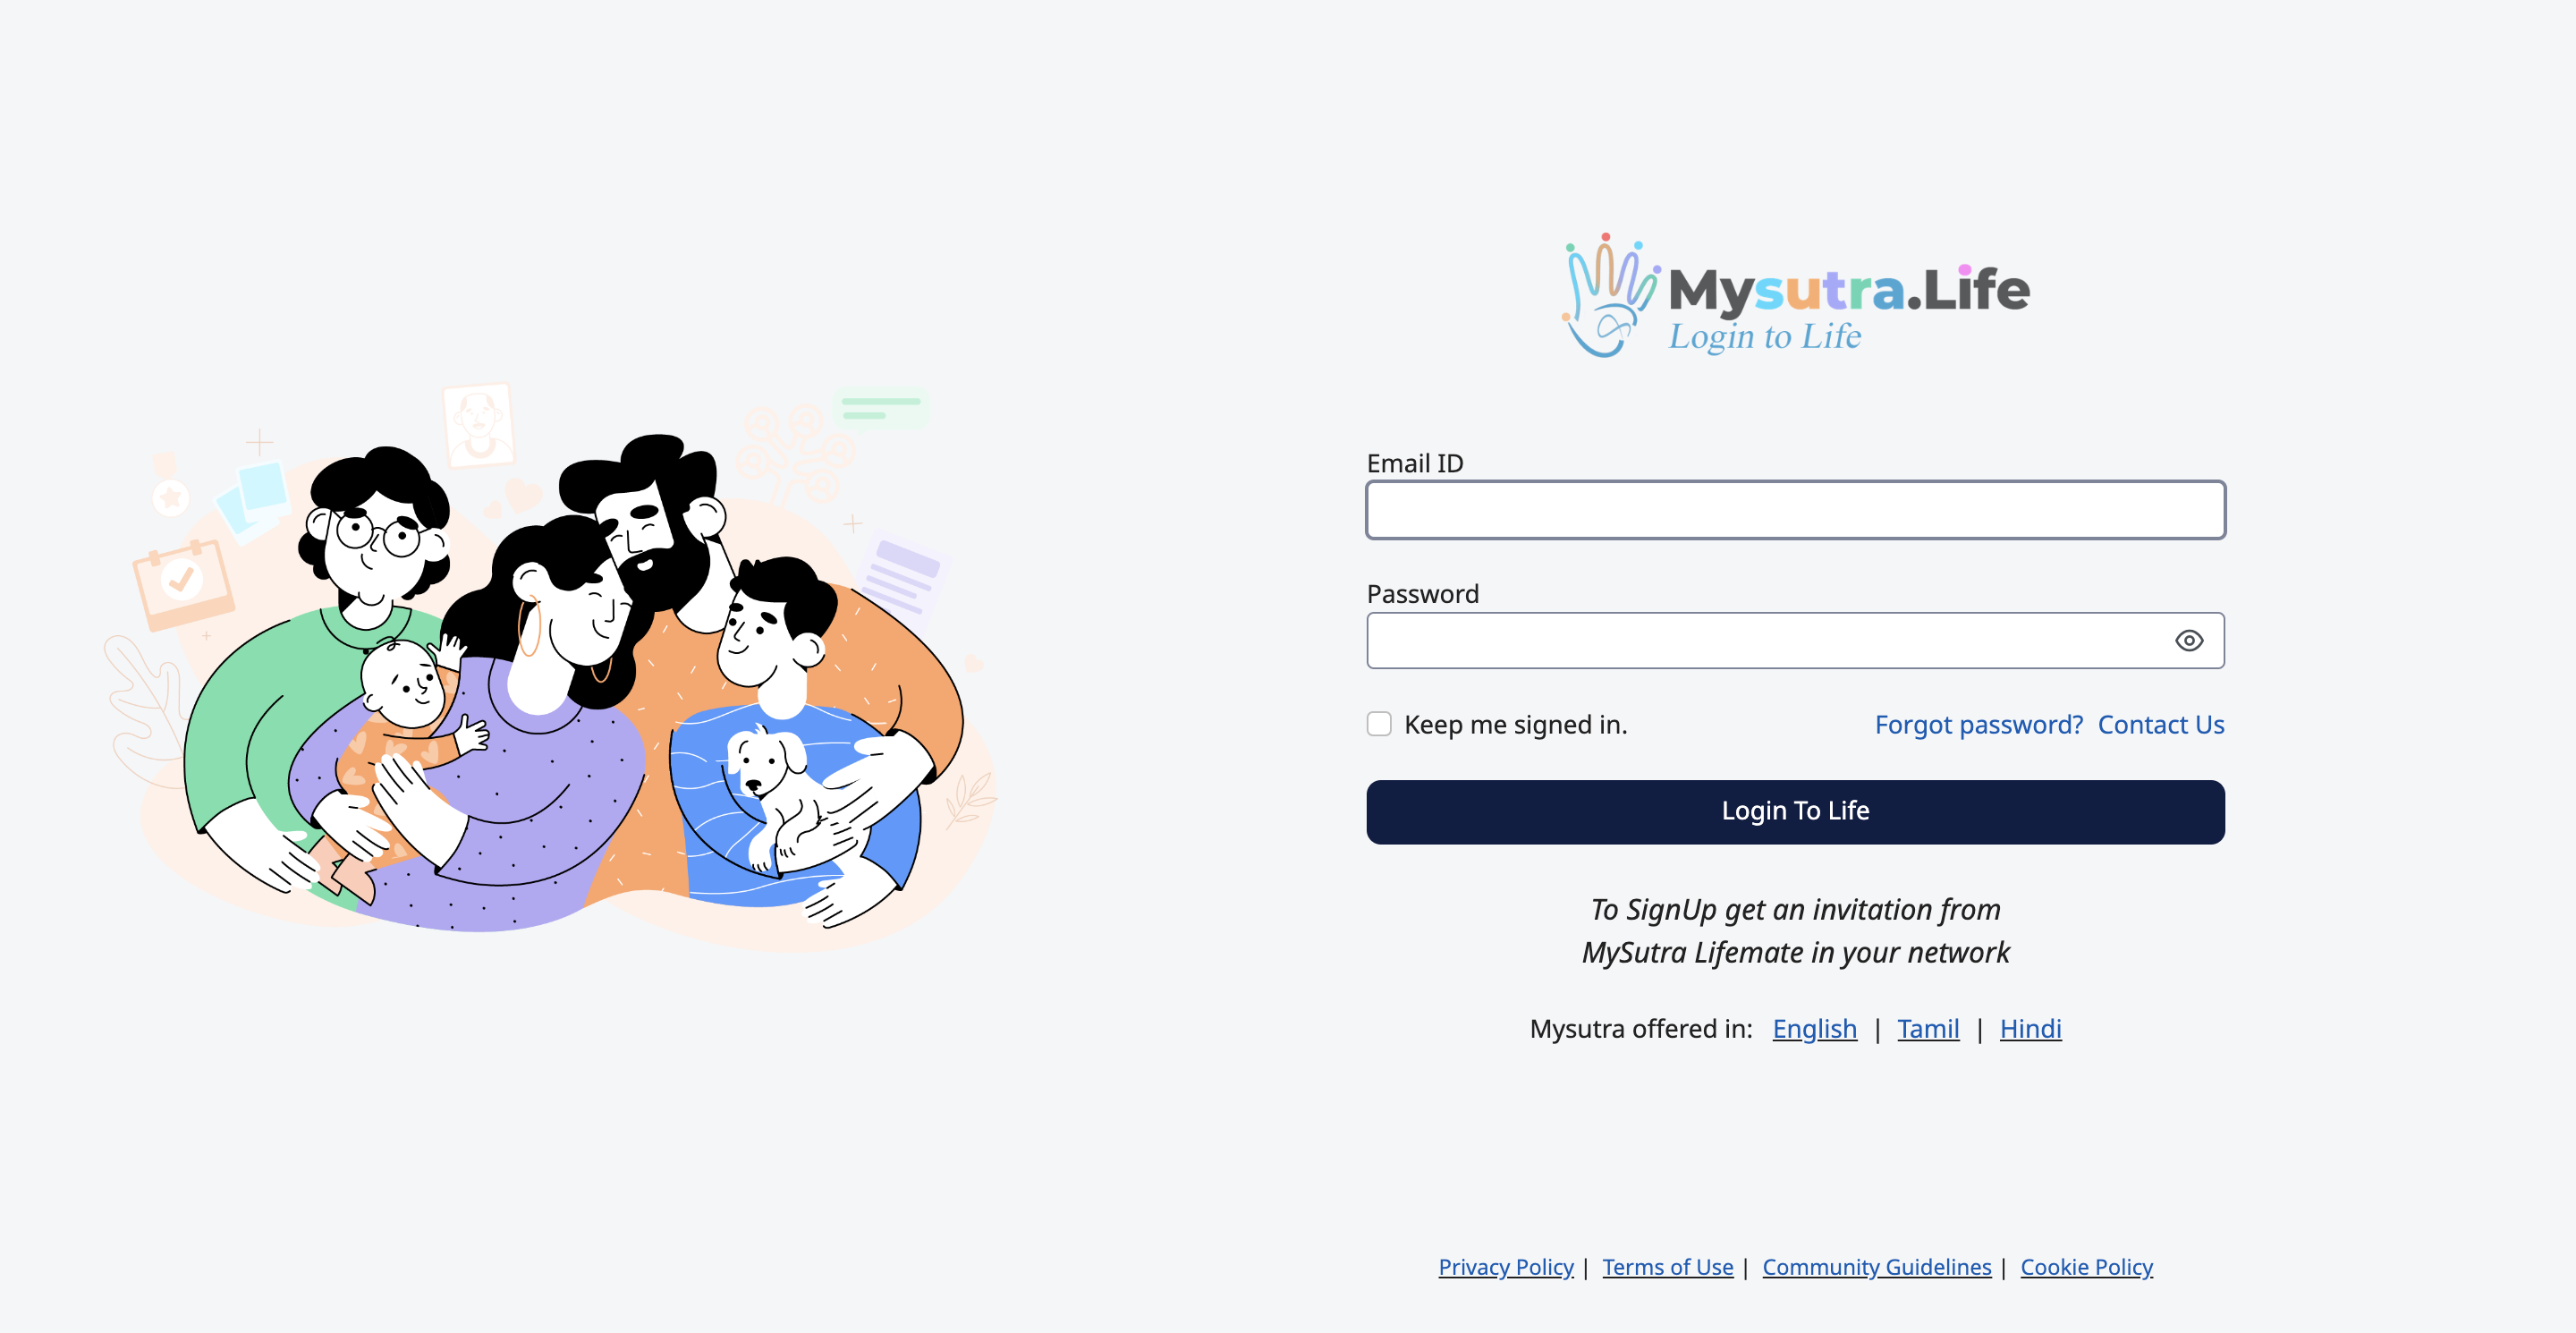 Mysutra.Life
Login to Life
Email ID
Password
Keep me signed in.
Forgot password? Contact Us
Login To Life
To SignUp get an invitation from
MySutra Lifemate in your network
Mysutra offered in: English | Tamil | Hindi
Privacy Policy | Terms of Use | Community Guidelines | Cookie Policy